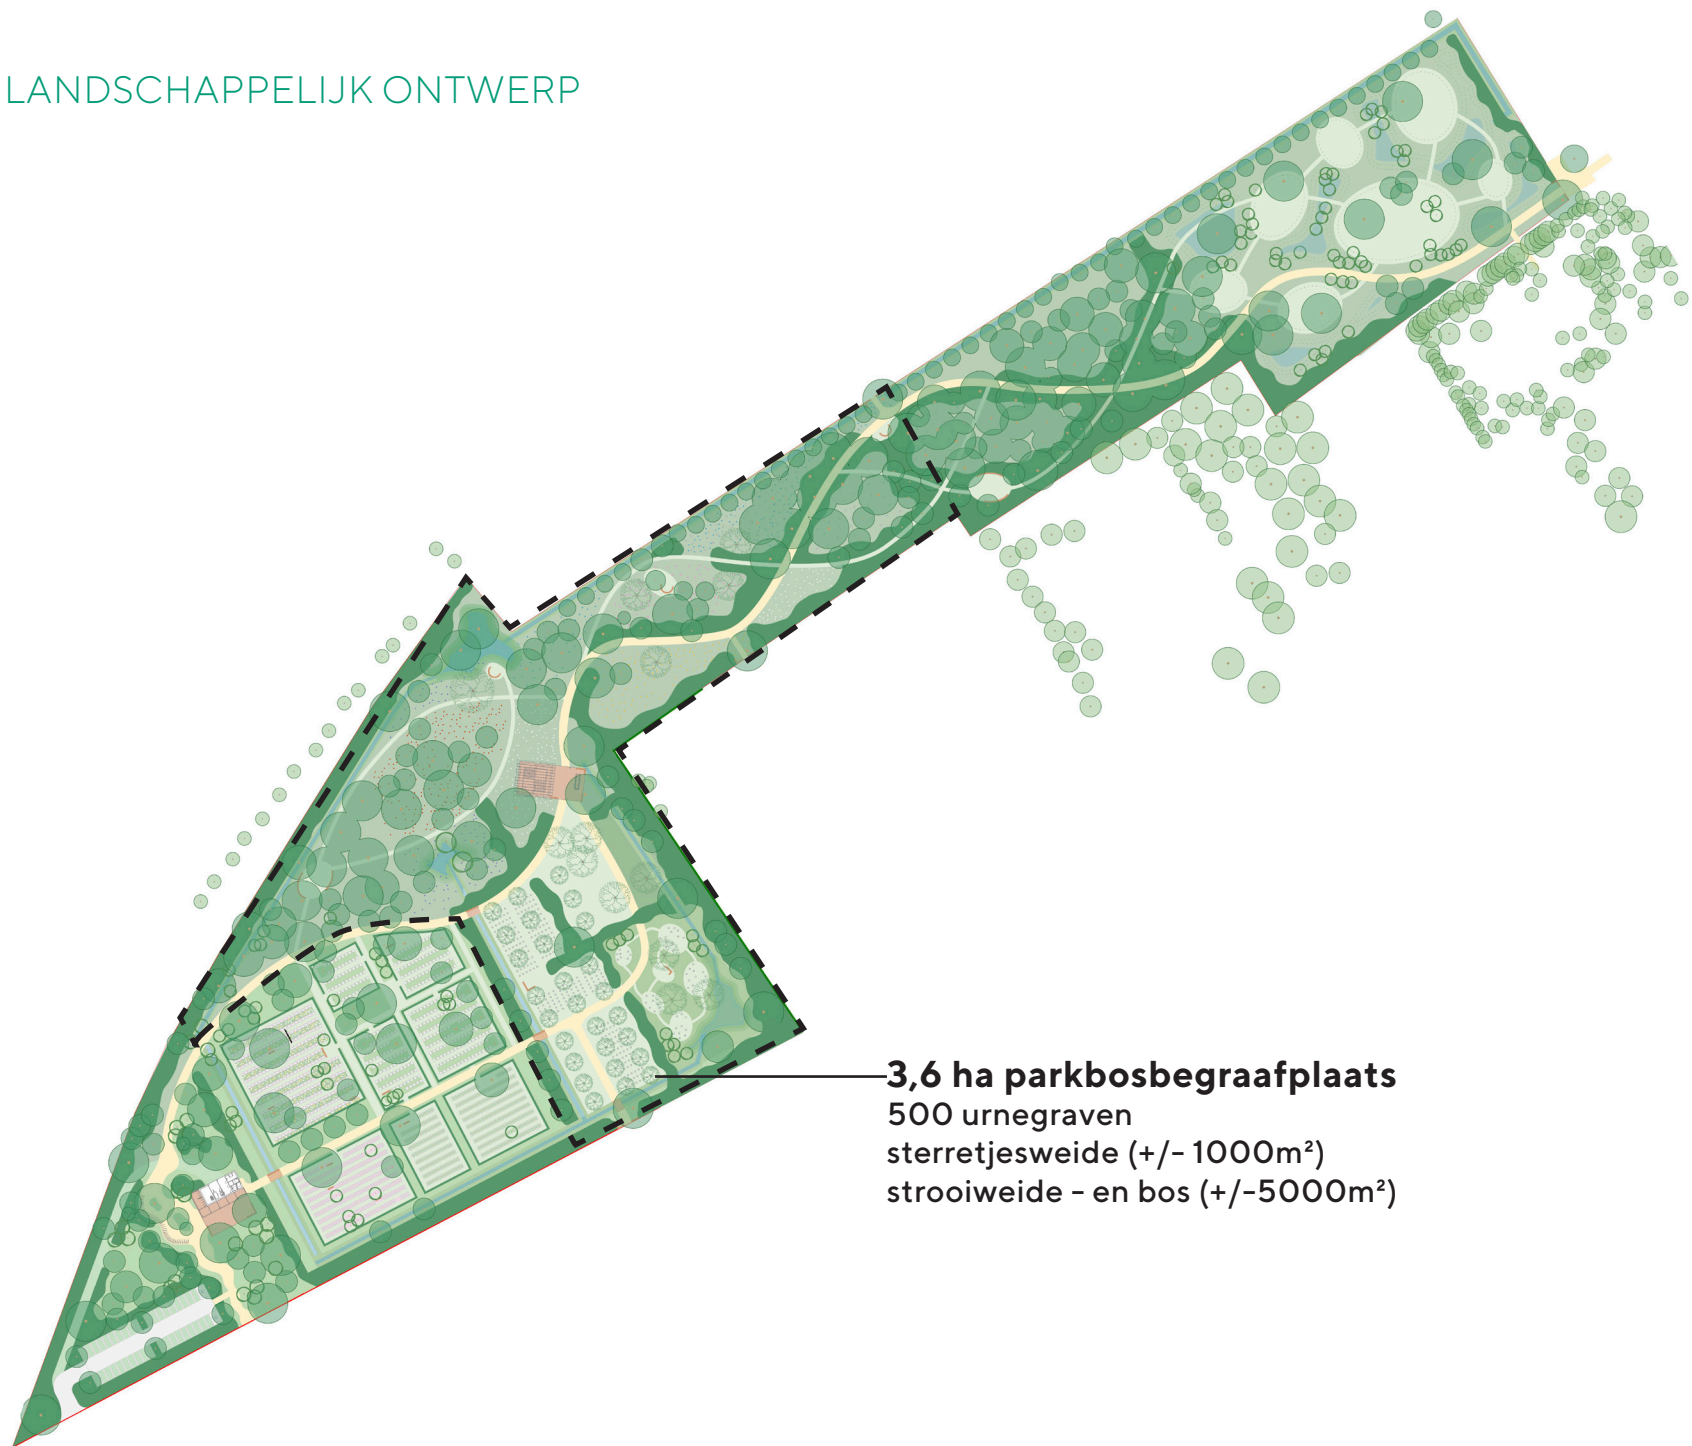 LANDSCHAPPELIJK ONTWERP
3,6 ha parkbosbegraafplaats
500 urnegraven
sterretjesweide (+/- 1000m²)
strooiweide - en bos (+/-5000m²)